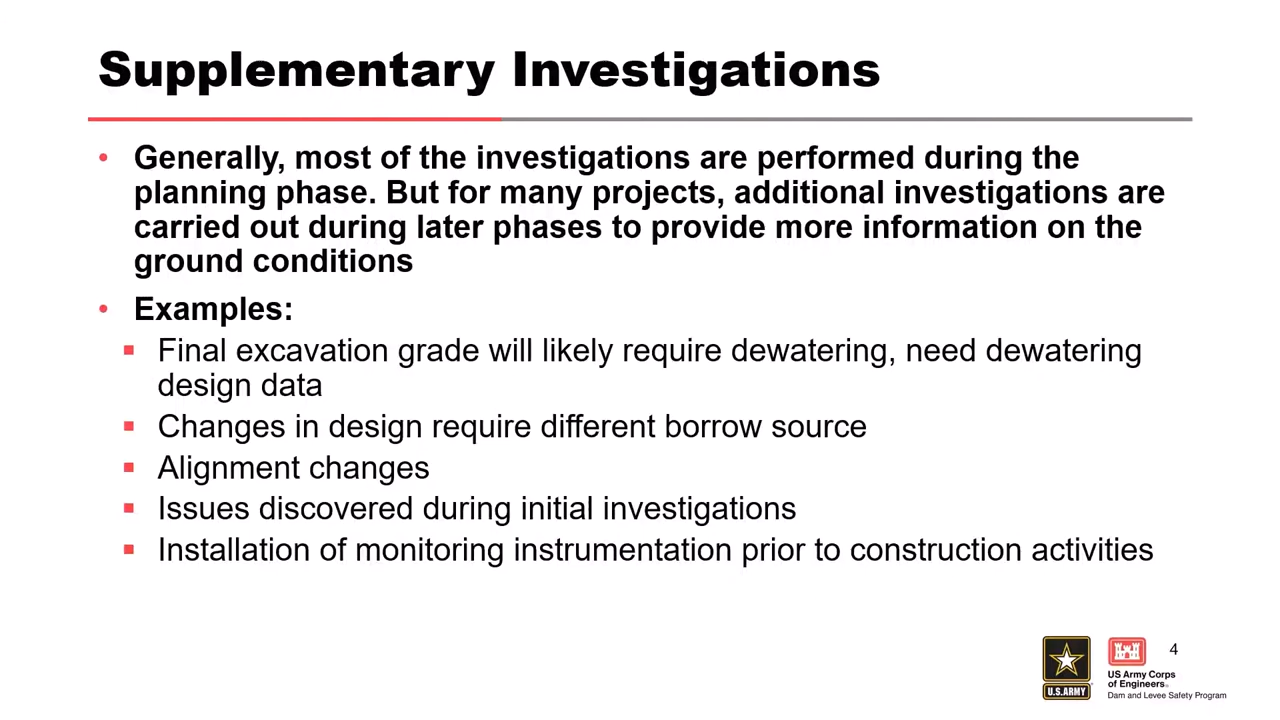 Supplementary Investigations
• Generally, most of the investigations are performed during the
planning phase. But for many projects, additional investigations are
carried out during later phases to provide more information on the
ground conditions
• Examples:
▪ Final excavation grade will likely require dewatering, need dewatering
design data
▪ Changes in design require different borrow source
▪ Alignment changes
▪ Issues discovered during initial investigations
▪ Installation of monitoring instrumentation prior to construction activities
4
U.S. ARMY
US Army Corps
of Engineers®
Dam and Levee Safety Program